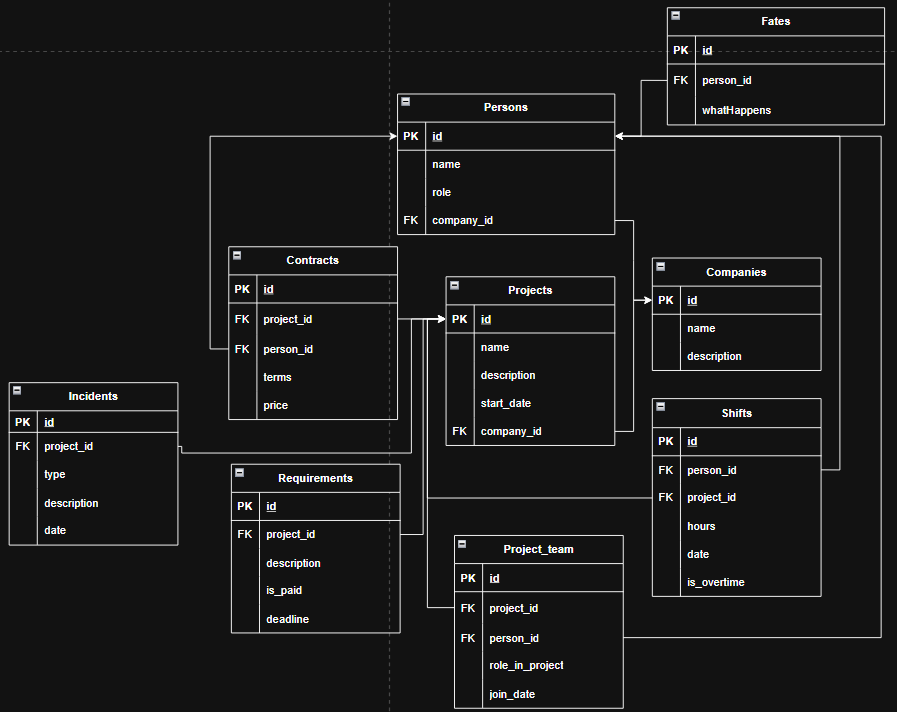 Fates
PK id
FK person_id
whatHappens
Persons
PK id
name
role
FK company_id
Contracts
PK id
FK project_id
FK person_id
terms
price
Projects
PK id
name
description
start_date
FK company_id
Companies
PK id
name
description
Incidents
PK id
FK project_id
type
description
date
Requirements
PK id
FK project_id
description
is_paid
deadline
Shifts
PK id
FK person_id
FK project_id
hours
date
is_overtime
Project_team
PK id
FK project_id
FK person_id
role_in_project
join_date